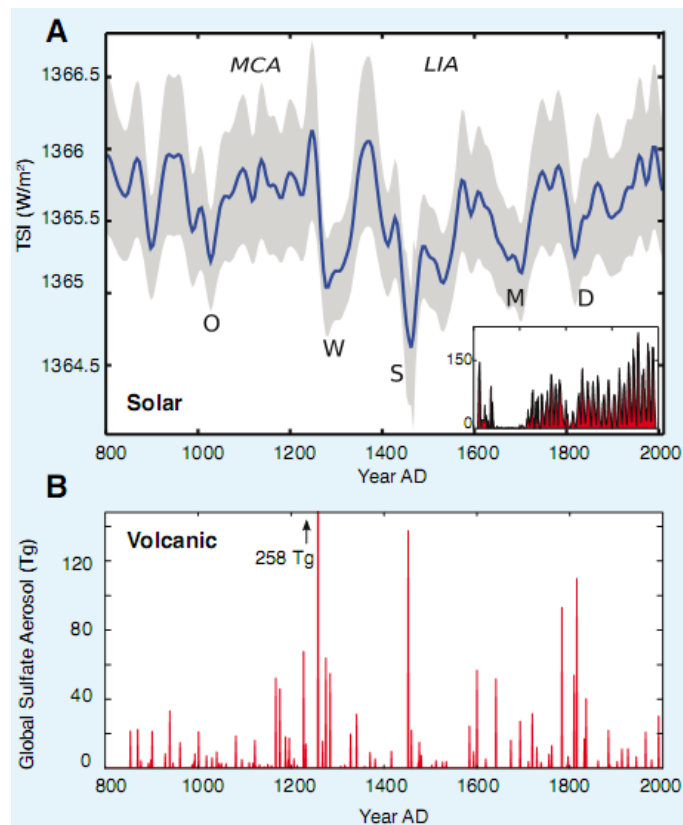 A
MCA
LIA
1366.5
1366
1365.5
1365
1364.5
TSI (W/m²)
O
W
S
M
D
150
0
Solar
800
1000
1200
1400
1600
1800
2000
Year AD
B
Volcanic
258 Tg
120
80
40
0
Global Sulfate Aerosol (Tg)
800
1000
1200
1400
1600
1800
2000
Year AD